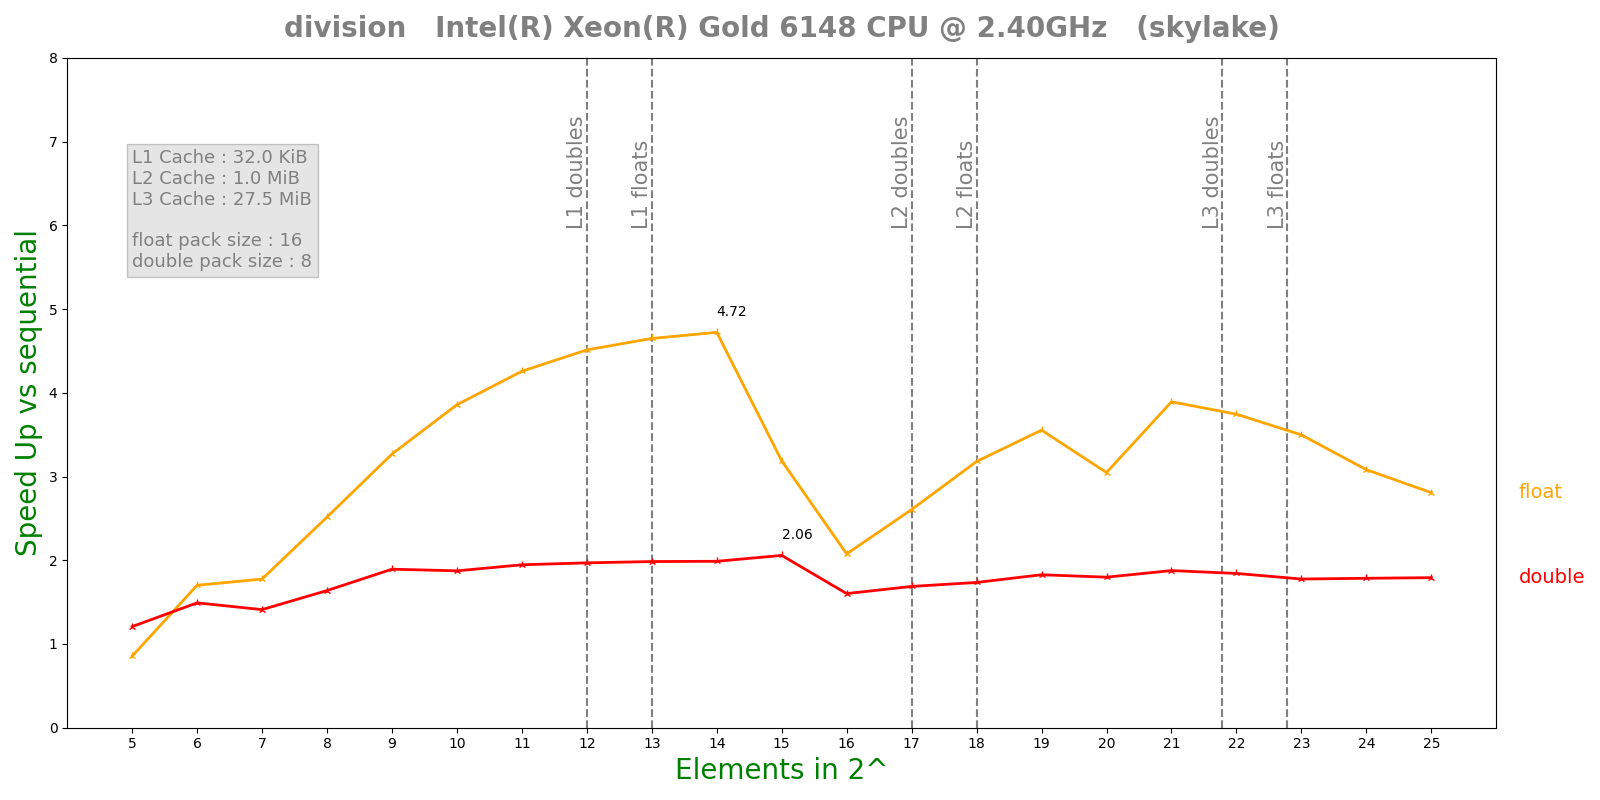 division   Intel(R) Xeon(R) Gold 6148 CPU @ 2.40GHz   (skylake)
Speed Up vs sequential
8
7
6
5
4
3
2
1
0
L1 Cache : 32.0 KiB
L2 Cache : 1.0 MiB
L3 Cache : 27.5 MiB
float pack size : 16
double pack size : 8
L1 doubles
L1 floats
L2 doubles
L2 floats
L3 doubles
L3 floats
4.72
2.06
float
double
5 6 7 8 9 10 11 12 13 14 15 16 17 18 19 20 21 22 23 24 25
Elements in 2^